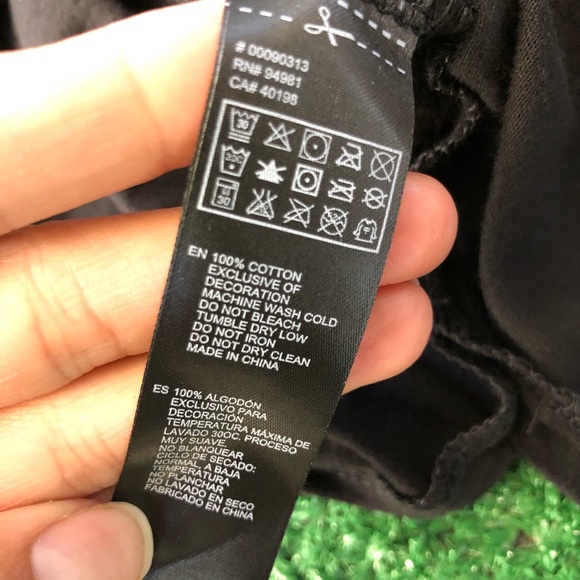 # 00090313
RN# 94981
CA# 40198
30
30C
30
EN 100% COTTON
EXCLUSIVE OF
DECORATION
MACHINE WASH COLD
DO NOT BLEACH
TUMBLE DRY LOW
DO NOT IRON
DO NOT DRY CLEAN
MADE IN CHINA
ES 100% ALGODÓN
EXCLUSIVO PARA
DECORACIÓN
TEMPERATURA MÁXIMA DE
LAVADO 30OC. PROCESO
MUY SUAVE.
NO BLANQUEAR
CICLO DE SECADO:
NORMAL, A BAJA
TEMPERATURA
NO PLANCHAR
NO LAVADO EN SECO
FABRICADO EN CHINA